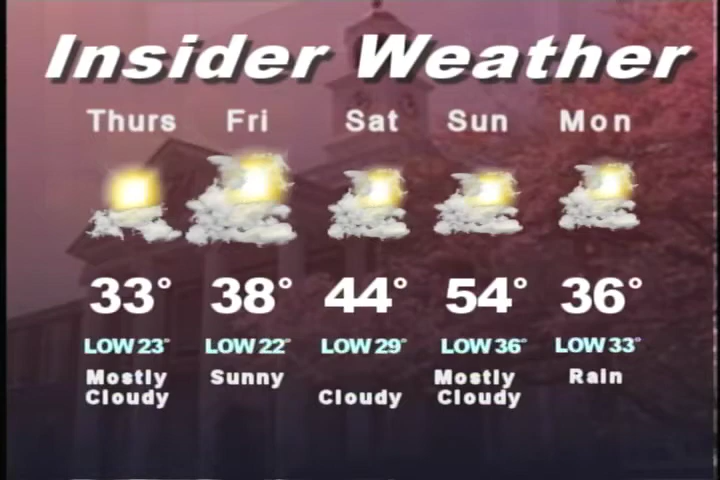 Insider Weather
Thurs Fri Sat Sun Mon
33° 38° 44° 54° 36°
LOW 23° LOW 22° LOW 29° LOW 36° LOW 33°
Mostly Sunny Mostly Rain
Cloudy Cloudy Cloudy